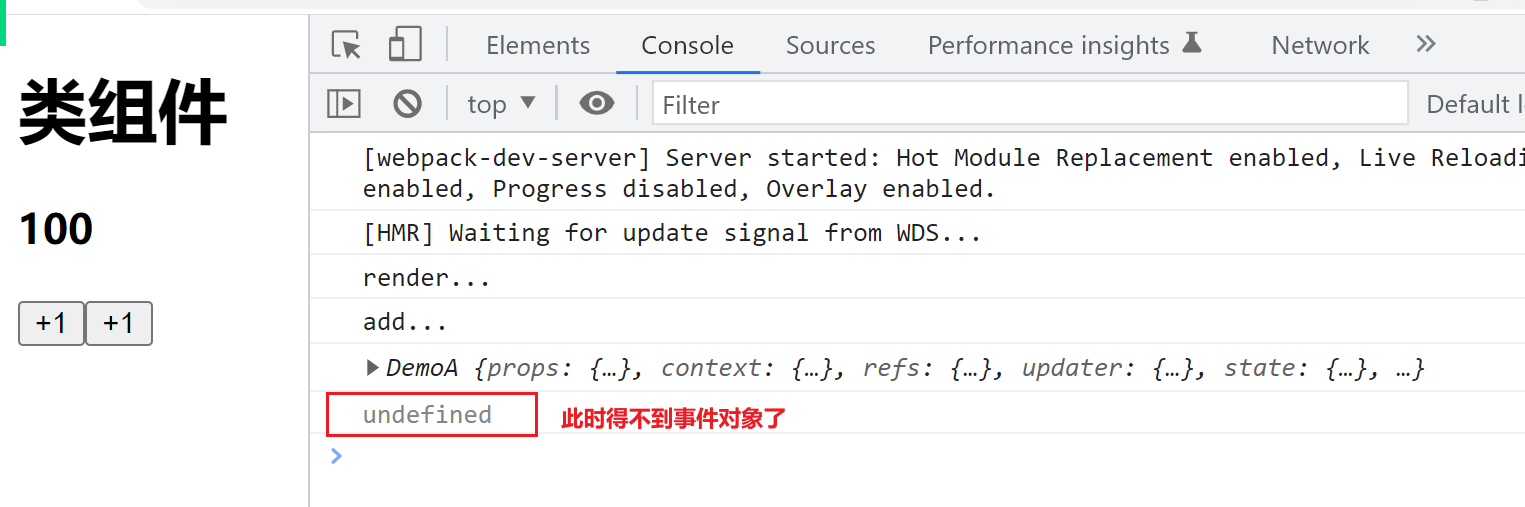 类组件
100
+1 +1
Elements Console Sources Performance insights Network
top Filter Default
[webpack-dev-server] Server started: Hot Module Replacement enabled, Live
enabled, Progress disabled, Overlay enabled.
[HMR] Waiting for update signal from WDS...
render...
add...
DemoA {props: {…}, context: {…}, refs: {…}, updater: {…}, state: {…}, …}
undefined 此时得不到事件对象了